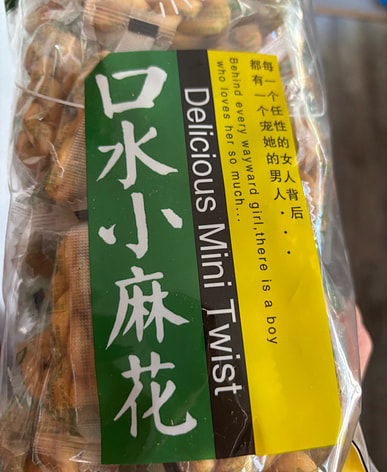 口水小麻花
Delicious Mini Twist
每一个任性的女人背后
都有一个宠她的男人···
Behind every wayward girl,there is a boy
who loves her so much...